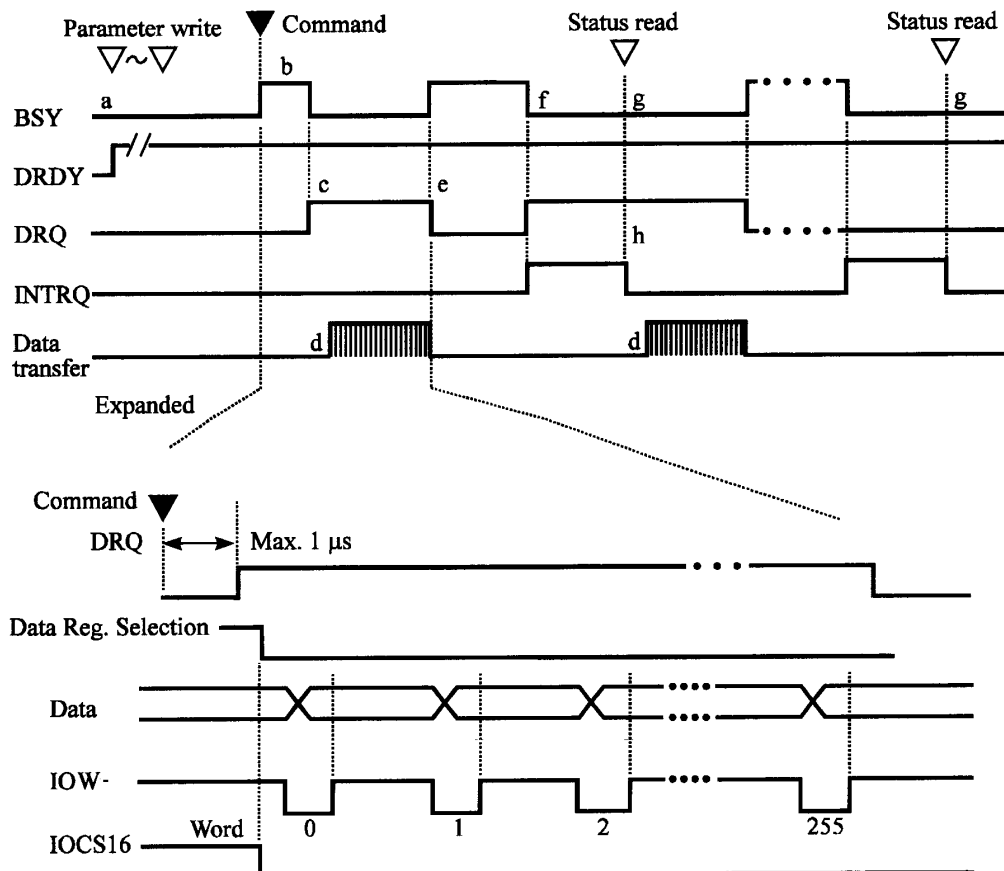 Parameter write
Command
Status read
Status read
~
b
a
f
g
g
BSY
DRDY
c
e
DRQ
h
INTRQ
Data
transfer
d
d
Expanded
Command
DRQ
Max. 1 μs
Data Reg. Selection
Data
IOW-
Word
0
1
2
255
IOCS16